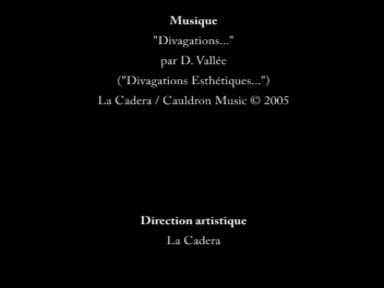 Musique
"Divagations..."
par D. Vallée
("Divagations Esthétiques...")
La Cadera / Cauldron Music © 2005
Direction artistique
La Cadera